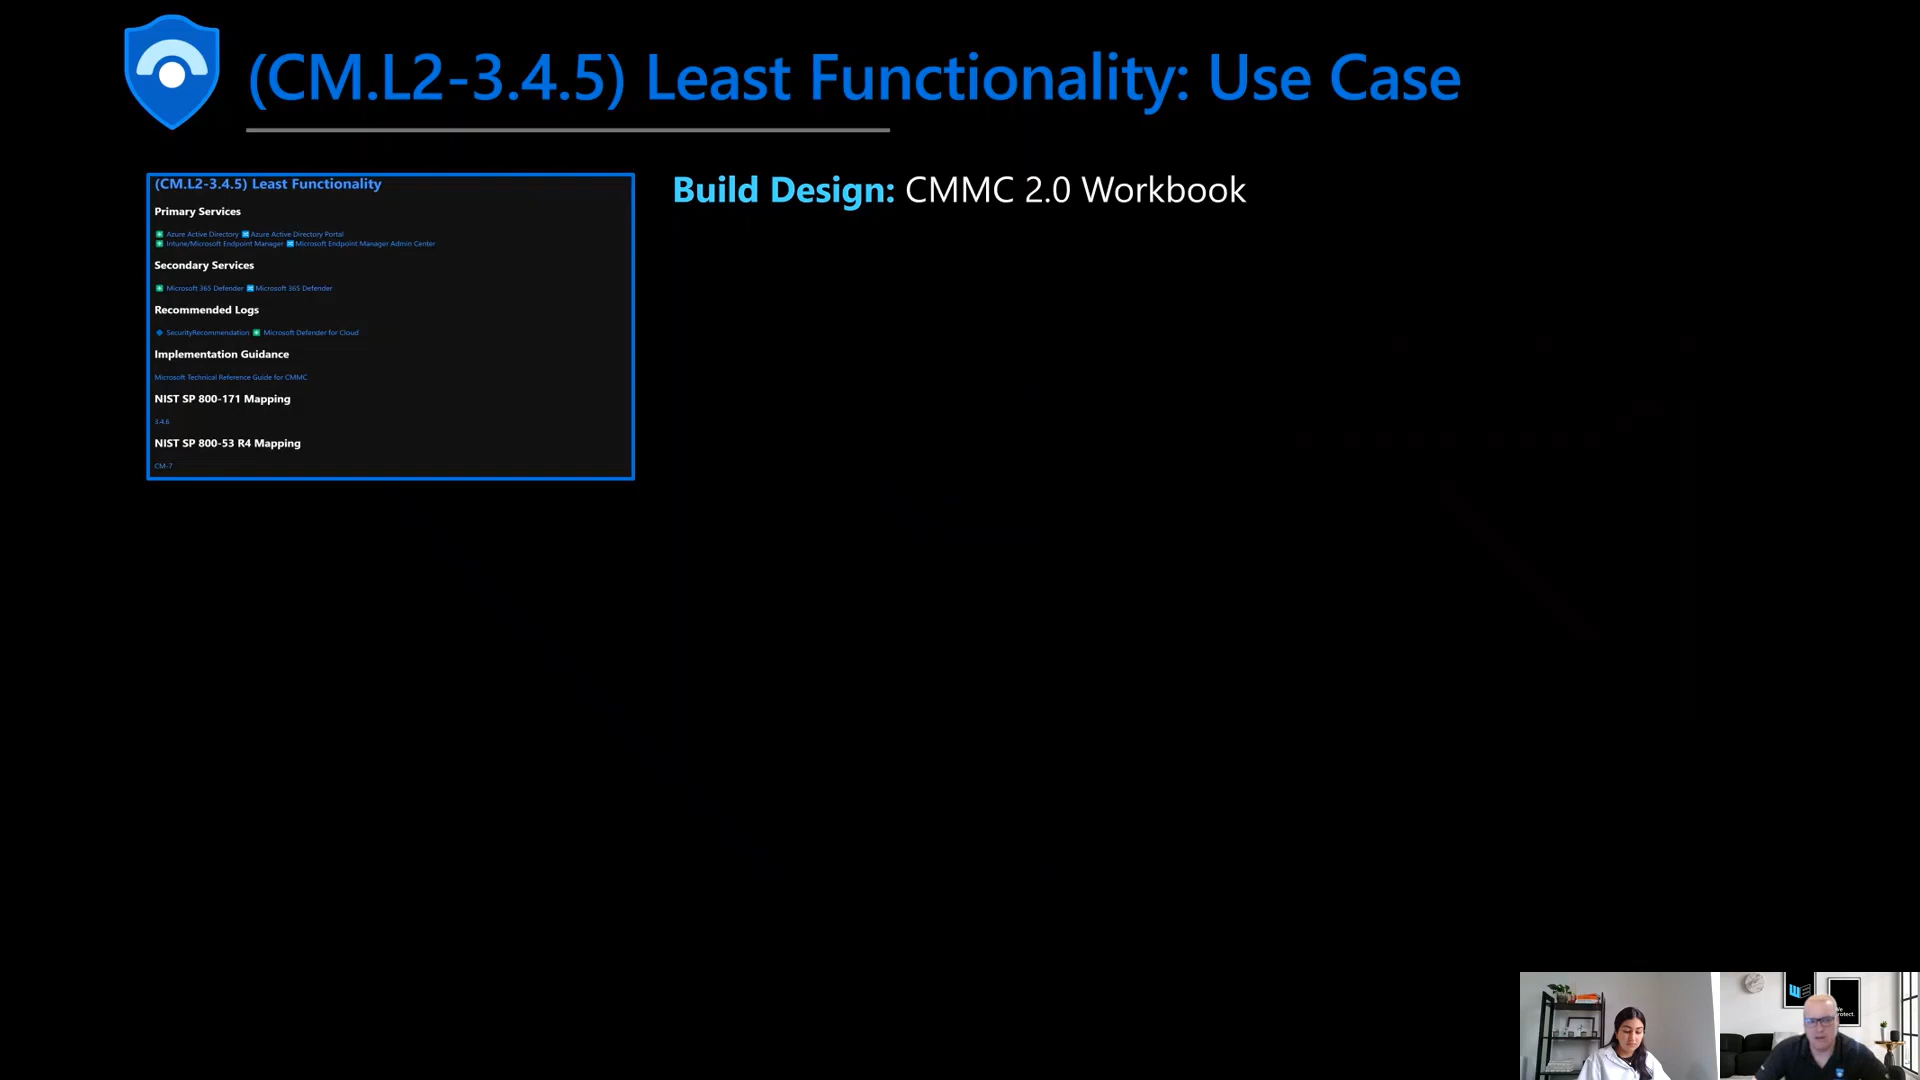 (CM.L2-3.4.5) Least Functionality: Use Case
(CM.L2-3.4.5) Least Functionality
Primary Services
Azure Active Directory Azure Active Directory Portal
Intune/Microsoft Endpoint Manager Microsoft Endpoint Manager Admin Center
Secondary Services
Microsoft 365 Defender Microsoft 365 Defender
Recommended Logs
SecurityRecommendation Microsoft Defender for Cloud
Implementation Guidance
Microsoft Technical Reference Guide for CMMC
NIST SP 800-171 Mapping
3.4.6
NIST SP 800-53 R4 Mapping
CM-7
Build Design: CMMC 2.0 Workbook